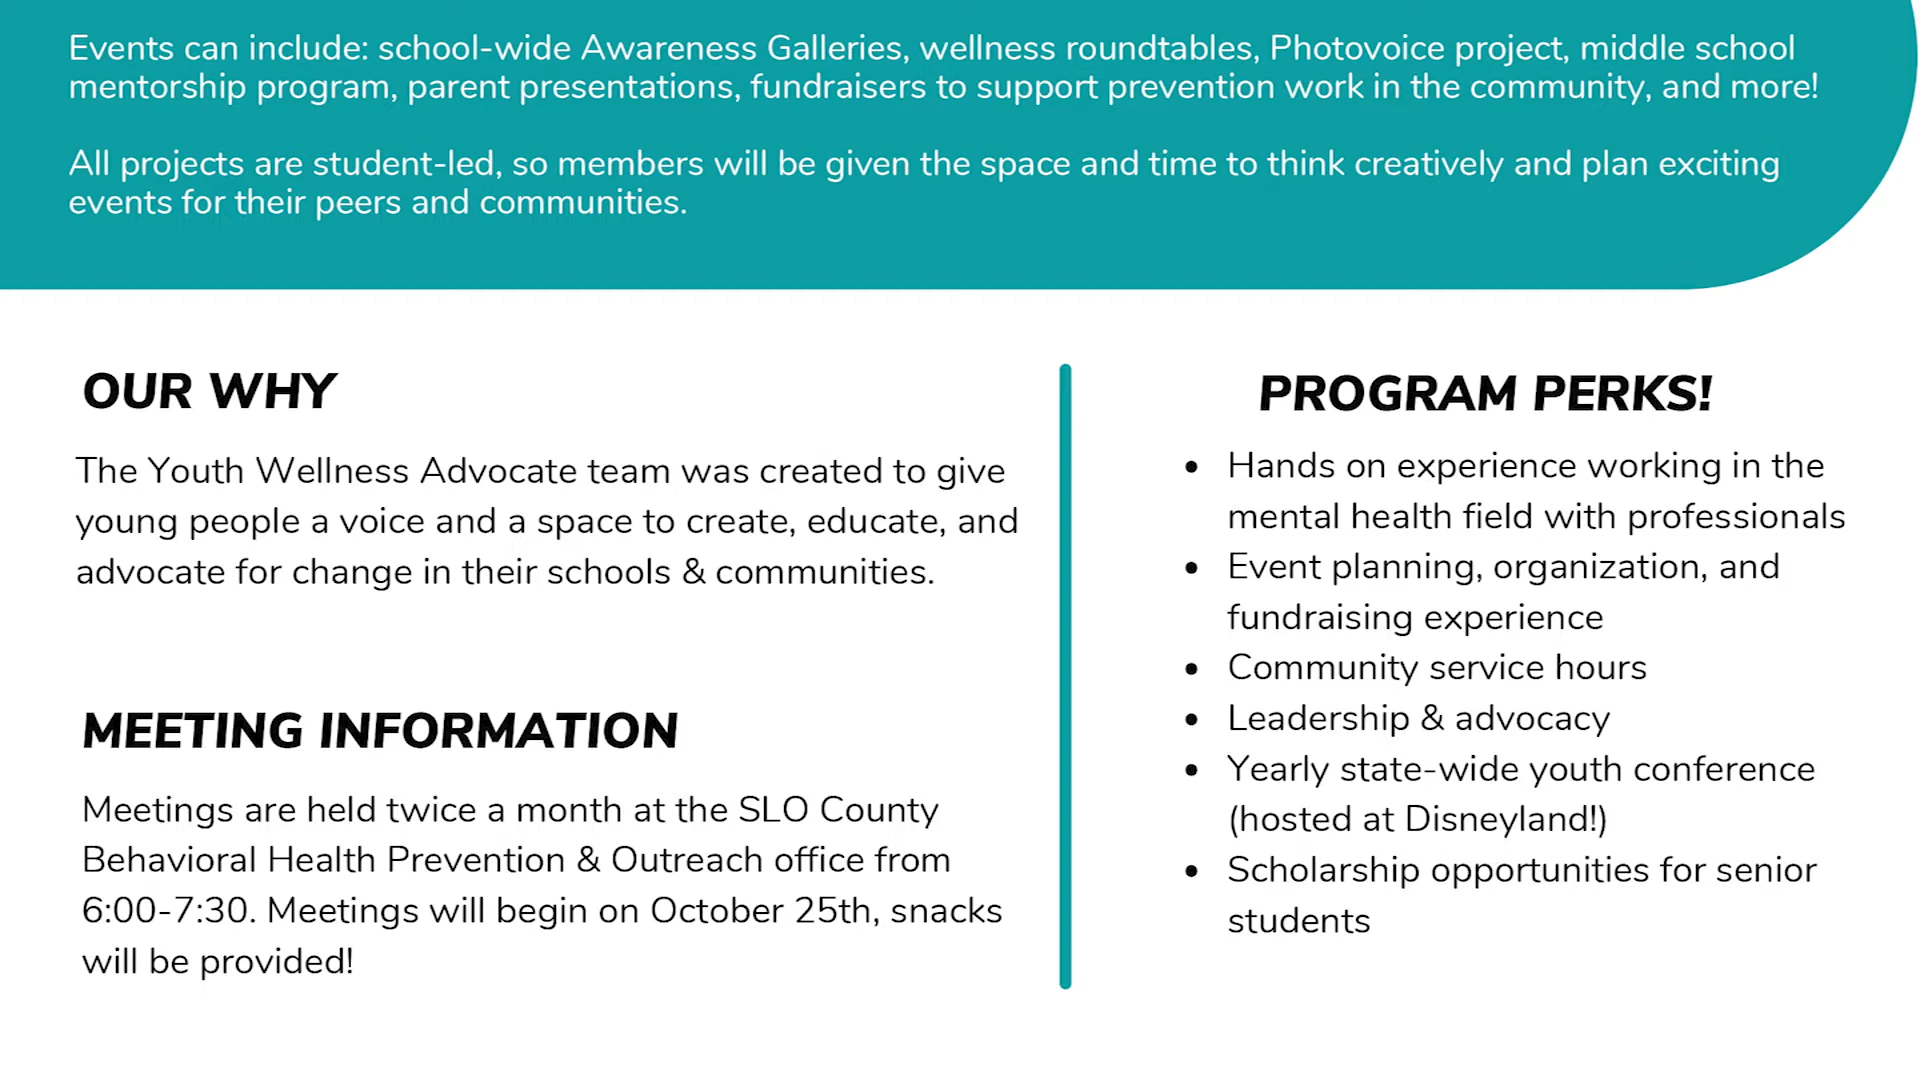 Events can include: school-wide Awareness Galleries, wellness roundtables, Photovoice project, middle school
mentorship program, parent presentations, fundraisers to support prevention work in the community, and more!
All projects are student-led, so members will be given the space and time to think creatively and plan exciting
events for their peers and communities.
OUR WHY
The Youth Wellness Advocate team was created to give
young people a voice and a space to create, educate, and
advocate for change in their schools & communities.
MEETING INFORMATION
Meetings are held twice a month at the SLO County
Behavioral Health Prevention & Outreach office from
6:00-7:30. Meetings will begin on October 25th, snacks
will be provided!
PROGRAM PERKS!
• Hands on experience working in the
mental health field with professionals
• Event planning, organization, and
fundraising experience
• Community service hours
• Leadership & advocacy
• Yearly state-wide youth conference
(hosted at Disneyland!)
• Scholarship opportunities for senior
students